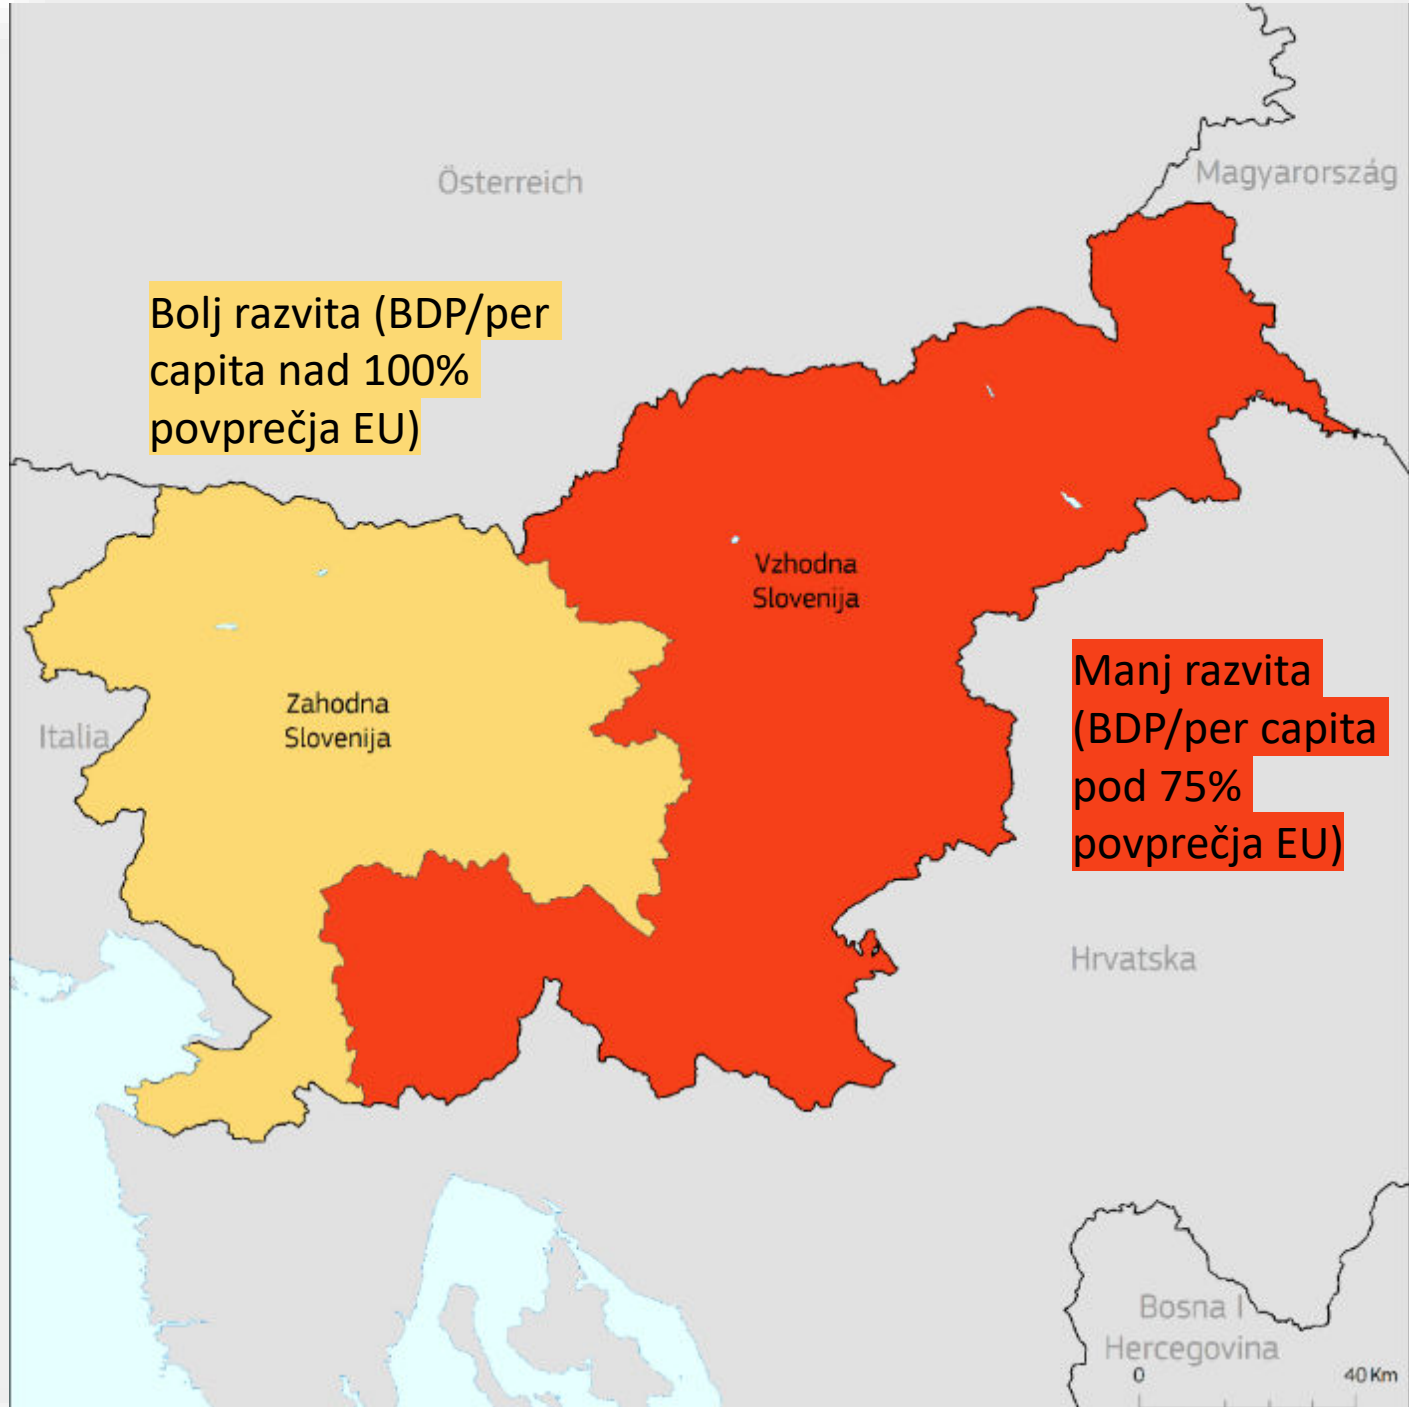 Österreich
Magyarország
Bolj razvita (BDP/per
capita nad 100%
povprečja EU)
Vzhodna
Slovenija
Manj razvita
(BDP/per capita
pod 75%
povprečja EU)
Zahodna
Slovenija
Italia
Hrvatska
Bosna I
Hercegovina
0 40 Km